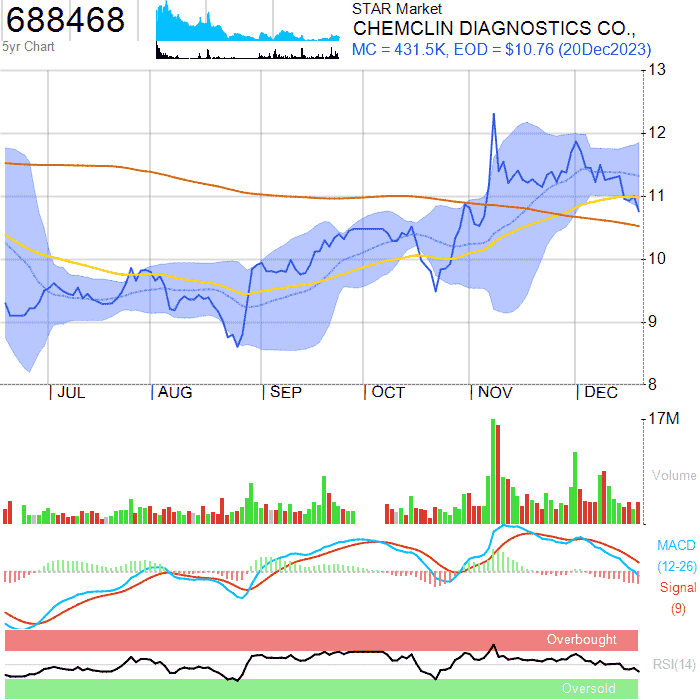 688468
5yr Chart
STAR Market
CHEMCLIN DIAGNOSTICS CO.,
MC = 431.5K, EOD = $10.76 (20Dec2023)
13
12
11
10
9
8
JUL
AUG
SEP
OCT
NOV
DEC
17M
Volume
MACD
(12-26)
Signal
(9)
Overbought
RSI(14)
Oversold